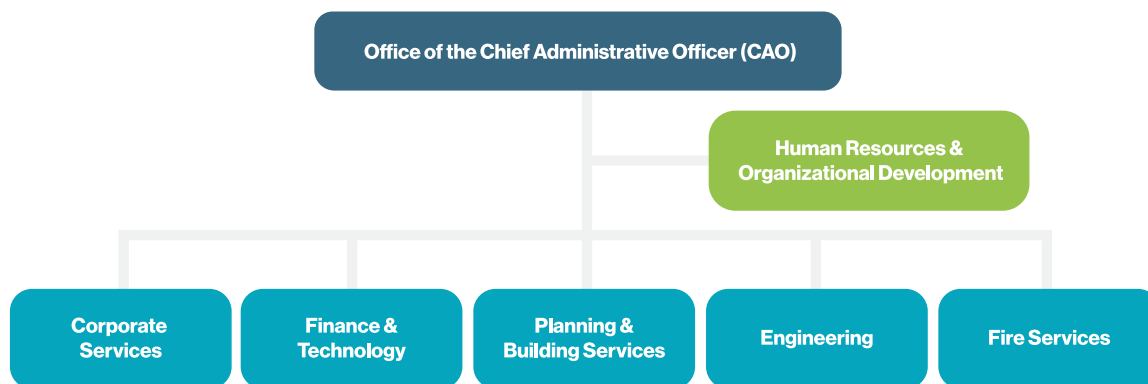 Office of the Chief Administrative Officer (CAO)
Human Resources &
Organizational Development
Corporate
Services
Finance &
Technology
Planning &
Building Services
Engineering
Fire Services